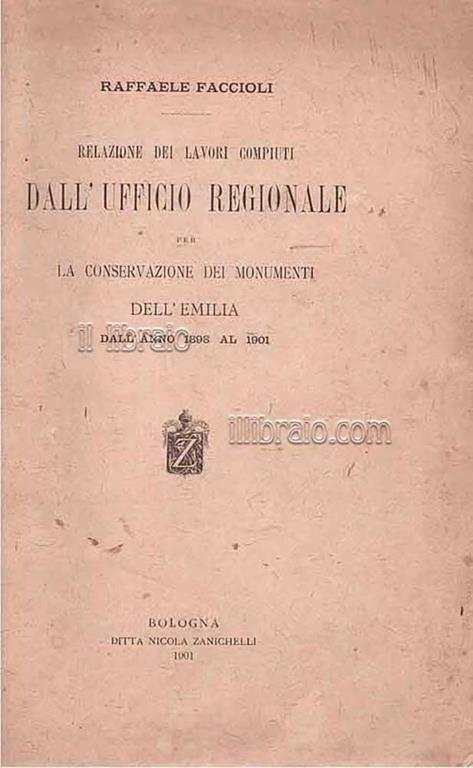 RAFFAELE FACCIOLI
RELAZIONE DEI LAVORI COMPIUTI
DALL' UFFICIO REGIONALE
PER
LA CONSERVAZIONE DEI MONUMENTI
DELL' EMILIA
DALL' ANNO 1898 AL 1901
il libraio
illibraio.com
Z
BOLOGNA
DITTA NICOLA ZANICHELLI
1901